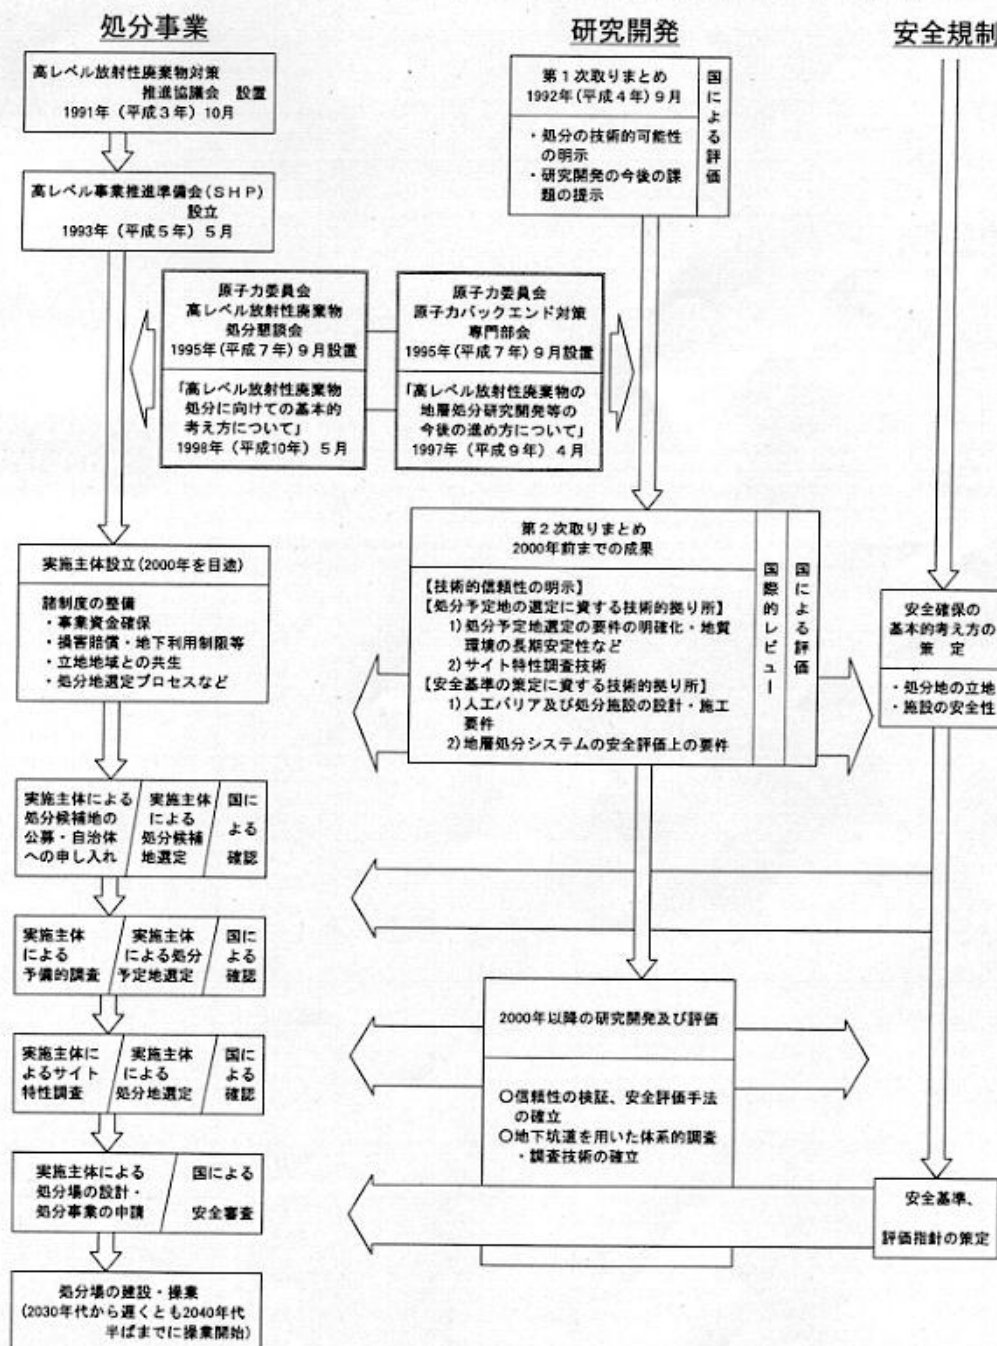 処分事業
高レベル放射性廃棄物対策
推進協議会 設置
1991年（平成３年）10月
高レベル事業推進準備会(ＳＨＰ)
設立
1993年（平成５年）５月
研究開発
第１次取りまとめ
1992年(平成４年)９月
・処分の技術的可能性
の明示
・研究開発の今後の課
題の提示
国による評価
安全規制
原子力委員会
高レベル放射性廃棄物
処分懇談会
1995年(平成７年)９月設置
「高レベル放射性廃棄物
処分に向けての基本的
考え方について」
1998年（平成10年）５月
原子力委員会
原子力バックエンド対策
専門部会
1995年(平成７年)９月設置
「高レベル放射性廃棄物の
地層処分研究開発等の
今後の進め方について」
1997年（平成９年）４月
実施主体設立(2000年を目途)
諸制度の整備
・事業資金確保
・損害賠償・地下利用制限等
・立地地域との共生
・処分地選定プロセスなど
第２次取りまとめ
2000年前までの成果
【技術的信頼性の明示】
【処分予定地の選定に資する技術的拠り所】
1)処分予定地選定の要件の明確化・地質
環境の長期安定性など
2)サイト特性調査技術
【安全基準の策定に資する技術的拠り所】
1)人工バリア及び処分施設の設計・施工
要件
2)地層処分システムの安全評価上の要件
国際的レビュー
国による評価
安全確保の
基本的考え方の
策 定
・処分地の立地
・施設の安全性
実施主体による
処分候補地の
公募・自治体
への申し入れ
実施主体
による
処分候補
地選定
国に
よる
確認
実施主体
による
予備的調査
実施主体
による処分
予定地選定
国に
よる
確認
実施主体に
よるサイト
特性調査
実施主体
による
処分地選定
国に
よる
確認
実施主体による
処分場の設計・
処分事業の申請
国による
安全審査
処分場の建設・操業
(2030年代から遅くとも2040年代
半ばまでに操業開始)
2000年以降の研究開発及び評価
○信頼性の検証、安全評価手法
の確立
○地下坑道を用いた体系的調査
・調査技術の確立
安全基準、
評価指針の策定